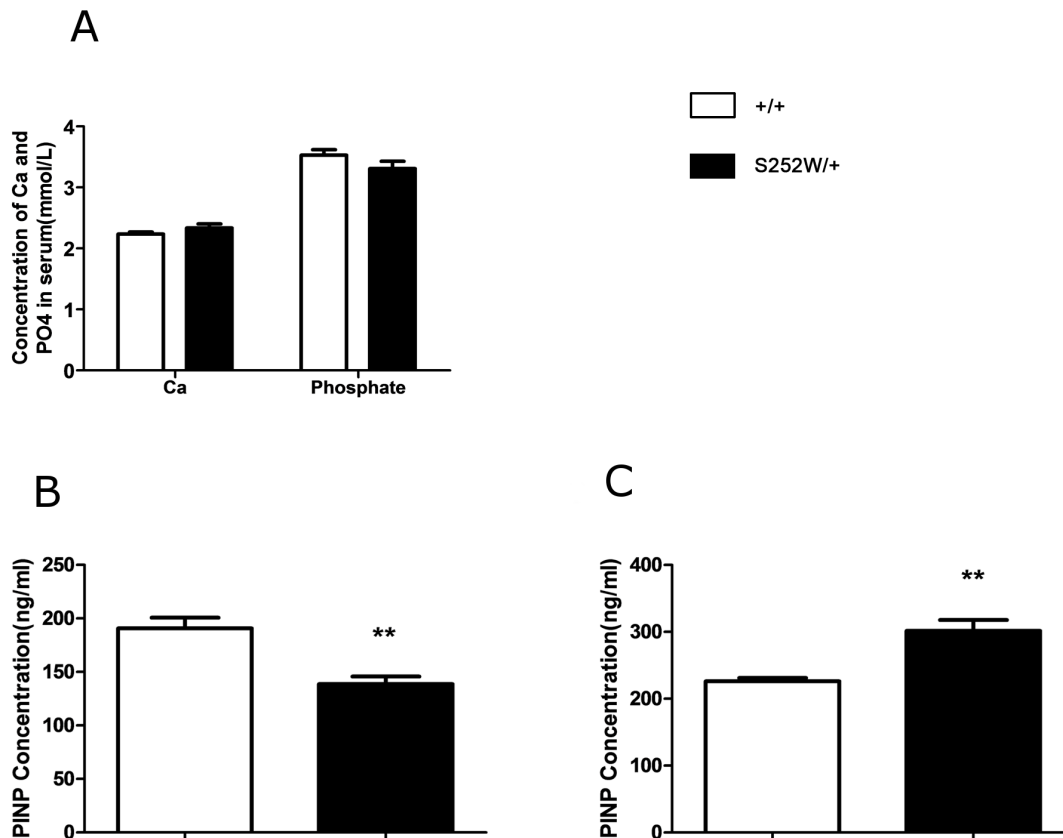 A
+/+
S252W/+
Concentration of Ca and
PO4 in serum(mmol/L)
4
3
2
1
0
Ca
Phosphate
B
C
PINP Concentration(ng/ml)
250
200
150
100
50
0
**
PINP Concentration(ng/ml)
400
300
200
100
0
**